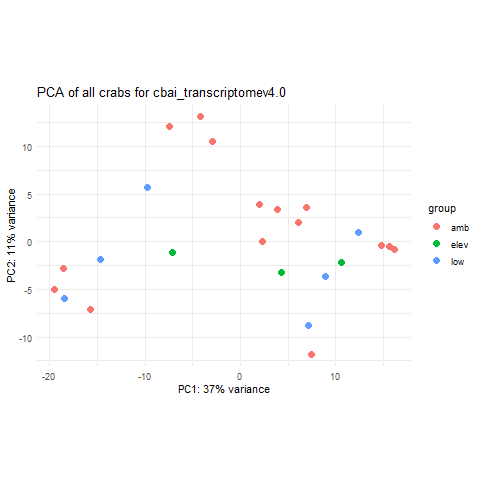 PCA of all crabs for cbai_transcriptomev4.0
PC2: 11% variance
10
5
0
-5
-10
-20
-10
0
10
PC1: 37% variance
group
amb
elev
low